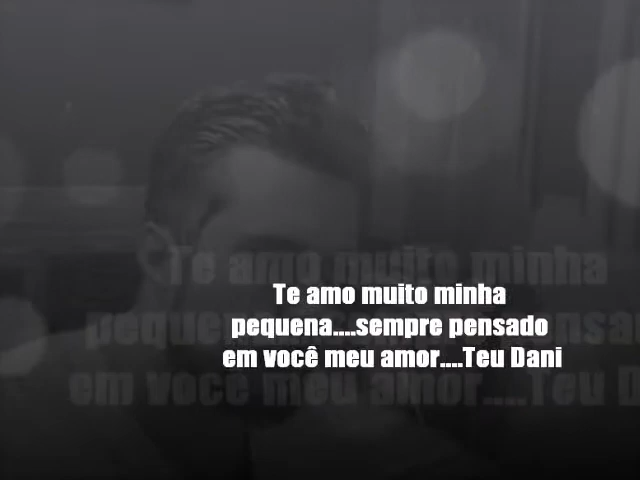 Te amo muito minha
pequena....sempre pensado
em você meu amor....Teu Dani